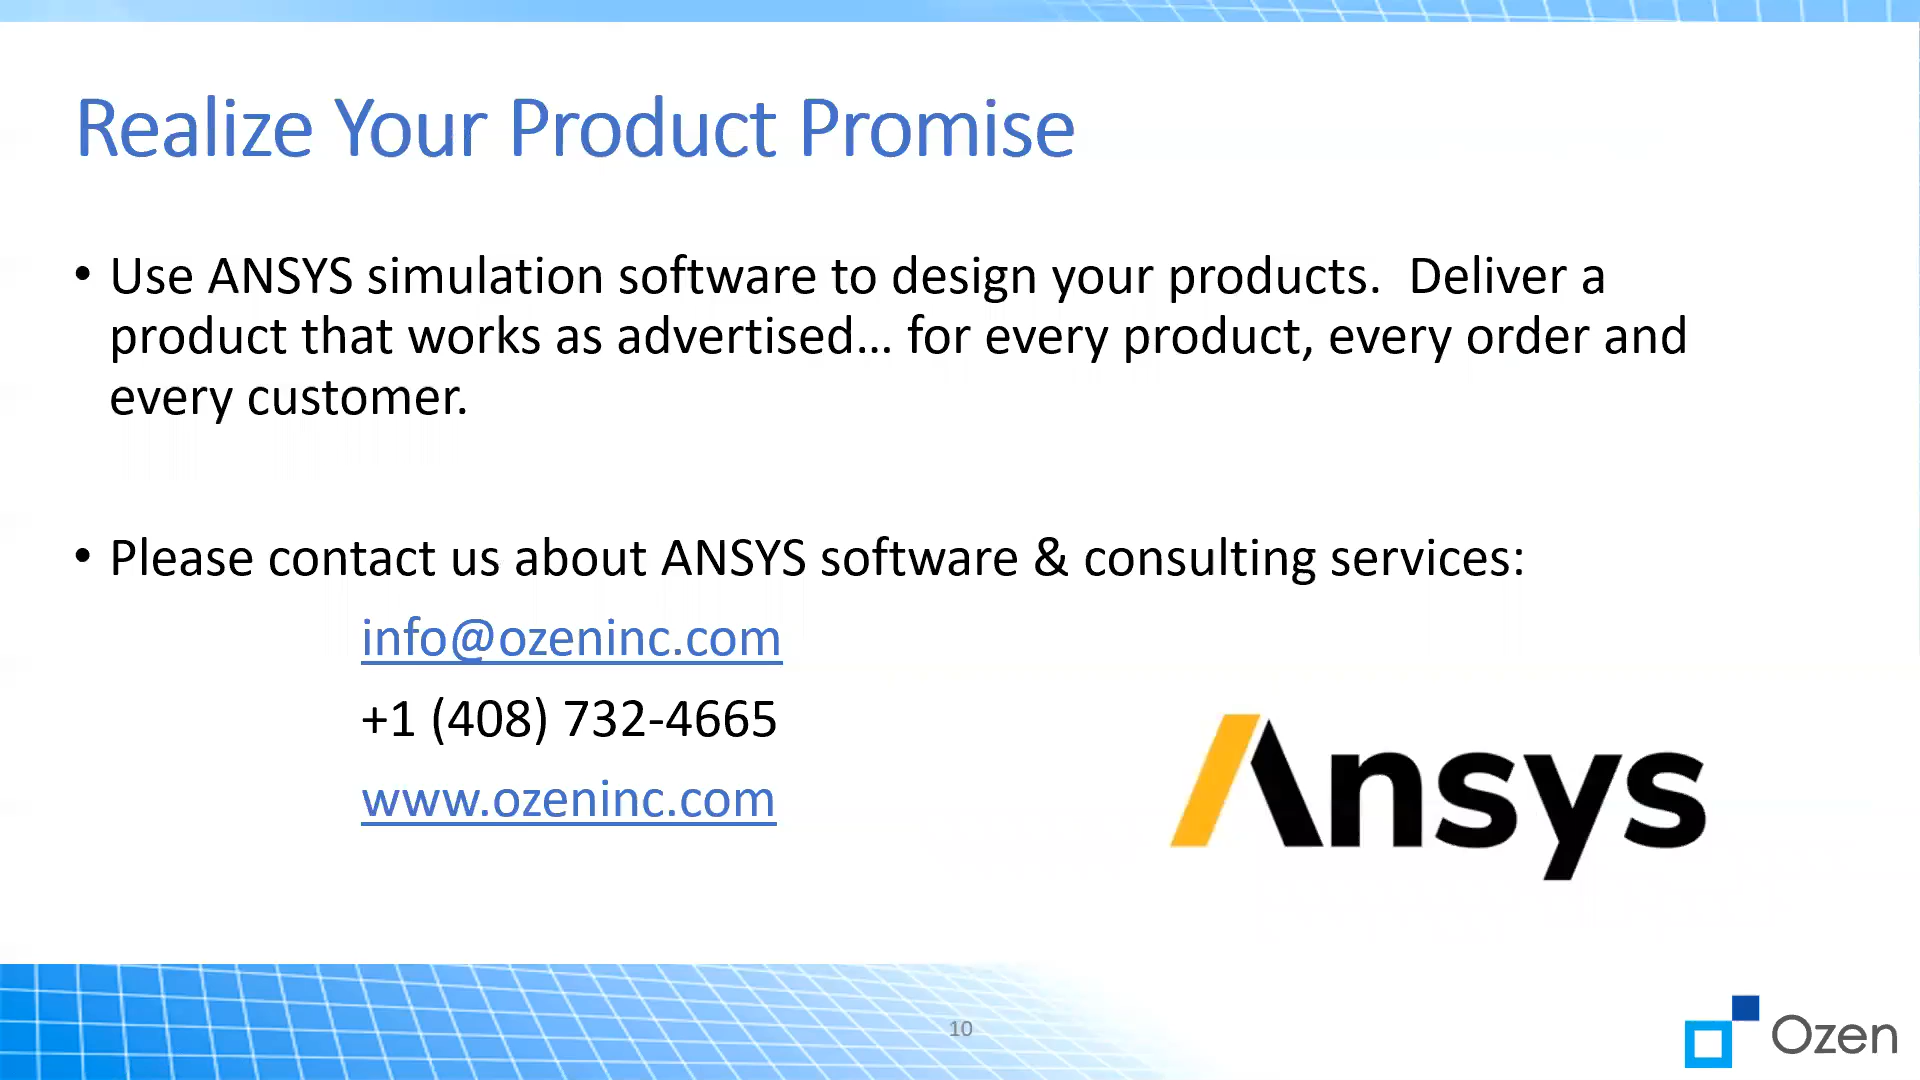 Realize Your Product Promise
• Use ANSYS simulation software to design your products.  Deliver a
product that works as advertised… for every product, every order and
every customer.
• Please contact us about ANSYS software & consulting services:
info@ozeninc.com
+1 (408) 732-4665
www.ozeninc.com
Ansys
10
Ozen